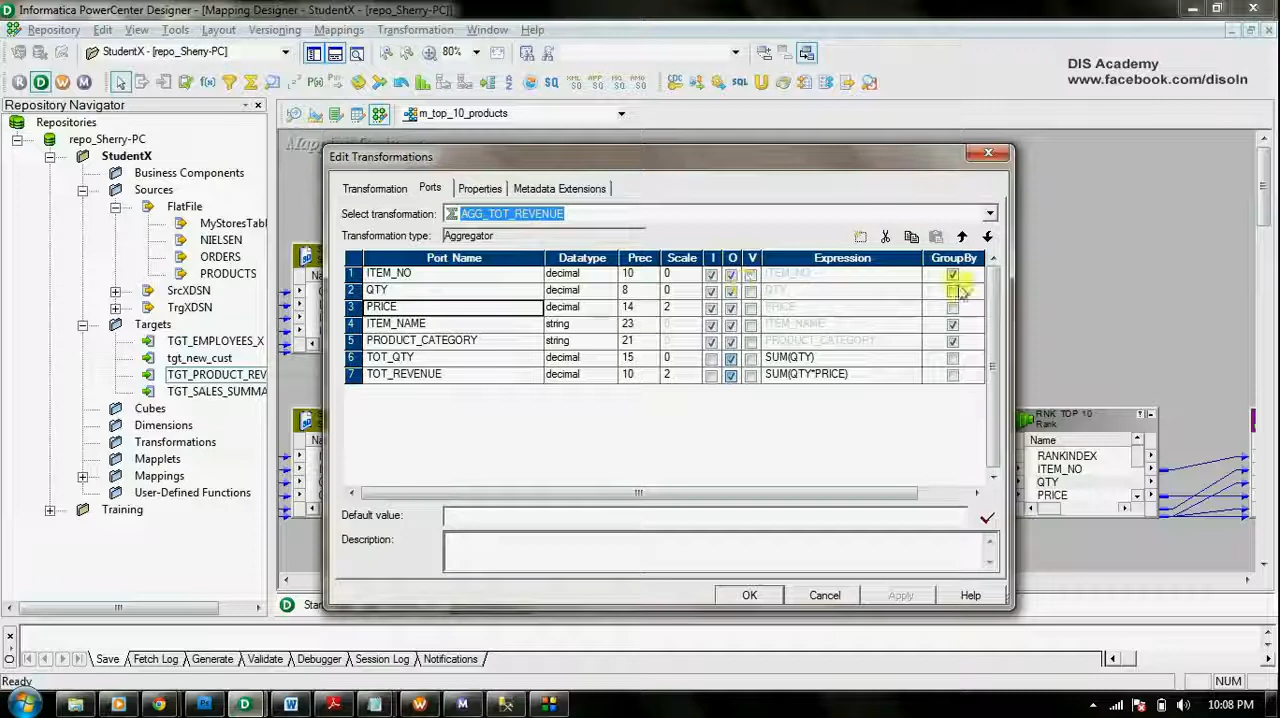 Informatica PowerCenter Designer - [Mapping Designer - StudentX - [repo_Sherry-PC]]
Repository Edit View Tools Layout Versioning Mappings Transformation Window Help
StudentX - [repo_Sherry-PC] 80%
DIS Academy
www.facebook.com/disoln
Repository Navigator
m_top_10_products
Repositories
repo_Sherry-PC
StudentX
Business Components
Sources
FlatFile
MyStoresTabl
NIELSEN
ORDERS
PRODUCTS
SrcXDSN
TrgXDSN
Targets
TGT_EMPLOYEES_X
tgt_new_cust
TGT_PRODUCT_REV
TGT_SALES_SUMMA
Cubes
Dimensions
Transformations
Mapplets
Mappings
User-Defined Functions
Training
Edit Transformations
Transformation Ports Properties Metadata Extensions
Select transformation: AGG_TOT_REVENUE
Transformation type: Aggregator
Port Name Datatype Prec Scale I O V Expression GroupBy
1 ITEM_NO decimal 10 0 ITEM_NO
2 QTY decimal 8 0 QTY
3 PRICE decimal 14 2 PRICE
4 ITEM_NAME string 23 0 ITEM_NAME
5 PRODUCT_CATEGORY string 21 0 PRODUCT_CATEGORY
6 TOT_QTY decimal 15 0 SUM(QTY)
7 TOT_REVENUE decimal 10 2 SUM(QTY*PRICE)
Default value:
Description:
OK Cancel Apply Help
RNK TOP 10
Rank
Name
RANKINDEX
ITEM_NO
QTY
PRICE
Save Fetch Log Generate Validate Debugger Session Log Notifications
Ready
NUM
10:08 PM